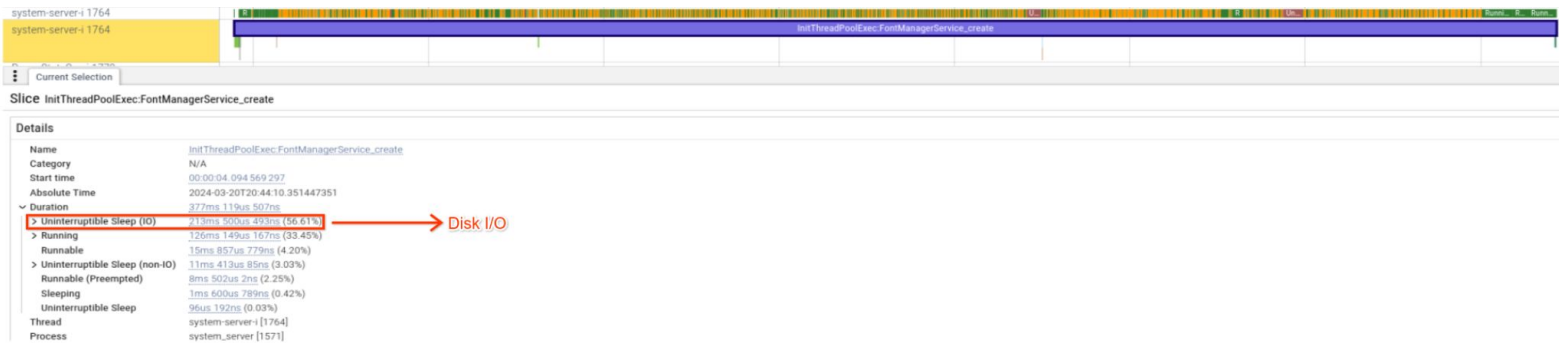 system-server-i 1764
R
U...
R
Un...
Runni...
R...
Runn...
system-server-i 1764
InitThreadPoolExec:FontManagerService_create
Current Selection
Slice InitThreadPoolExec:FontManagerService_create
Details
Name InitThreadPoolExec:FontManagerService_create
Category N/A
Start time 00:00:04.094 569 297
Absolute Time 2024-03-20T20:44:10.351447351
Duration 377ms 119us 507ns
> Uninterruptible Sleep (IO) 213ms 500us 493ns (56.61%) Disk I/O
> Running 126ms 149us 167ns (33.45%)
Runnable 15ms 857us 779ns (4.20%)
> Uninterruptible Sleep (non-IO) 11ms 413us 85ns (3.03%)
Runnable (Preempted) 8ms 502us 2ns (2.25%)
Sleeping 1ms 600us 789ns (0.42%)
Uninterruptible Sleep 96us 192ns (0.03%)
Thread system-server-i [1764]
Process system_server [1571]